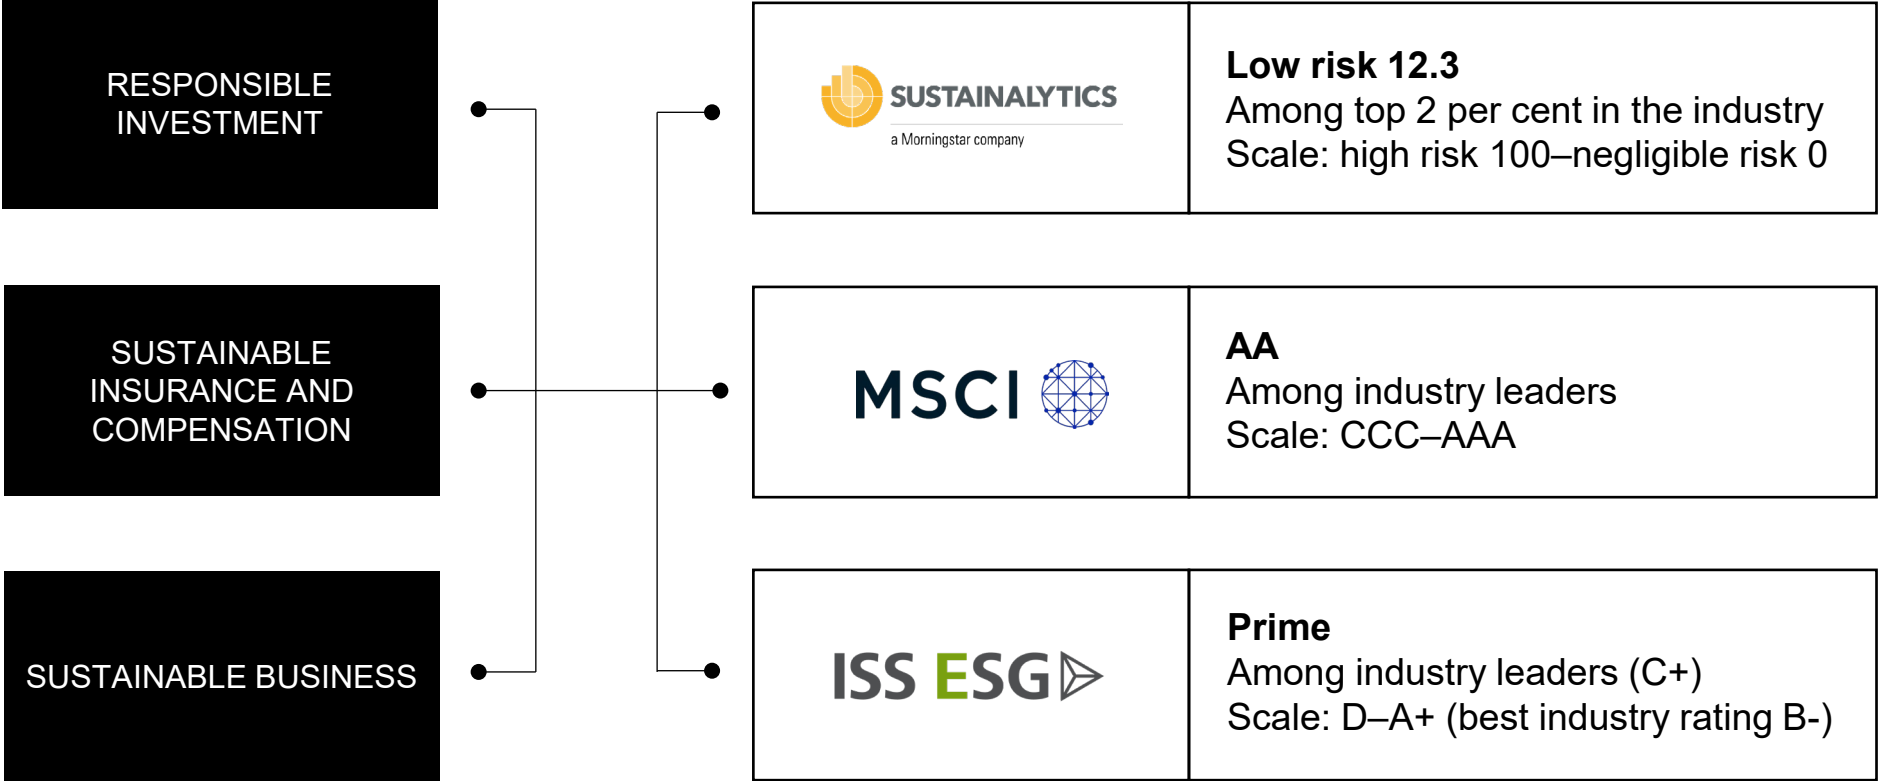 RESPONSIBLE
INVESTMENT
SUSTAINALYTICS
a Morningstar company
Low risk 12.3
Among top 2 per cent in the industry
Scale: high risk 100–negligible risk 0
SUSTAINABLE
INSURANCE AND
COMPENSATION
MSCI
AA
Among industry leaders
Scale: CCC–AAA
SUSTAINABLE BUSINESS
ISS ESG
Prime
Among industry leaders (C+)
Scale: D–A+ (best industry rating B-)